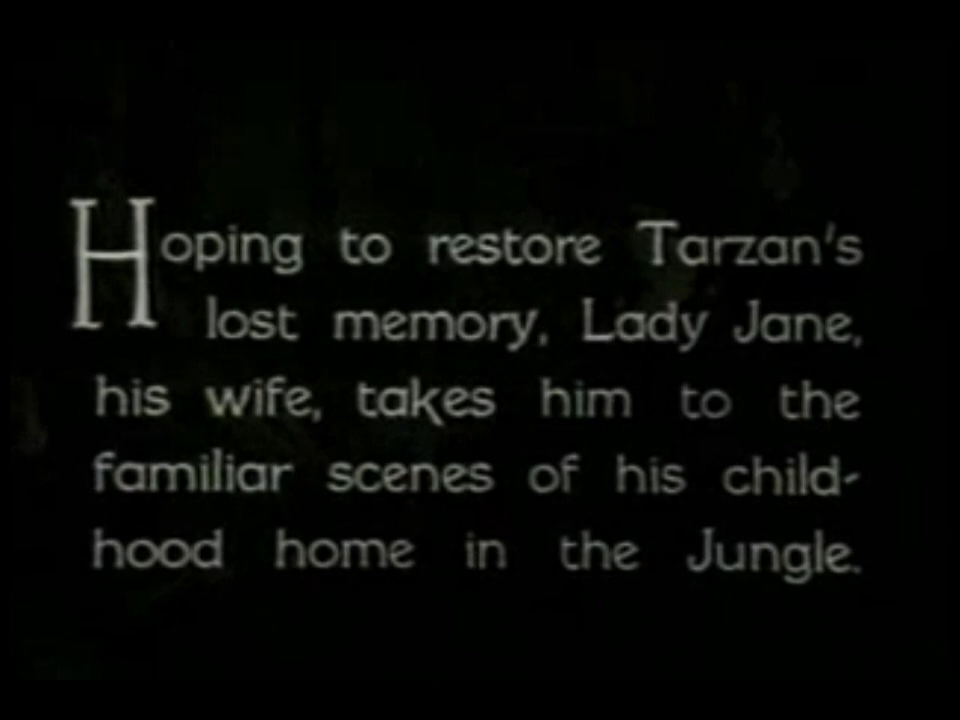 Hoping to restore Tarzan's
lost memory, Lady Jane,
his wife, takes him to the
familiar scenes of his child-
hood home in the Jungle.